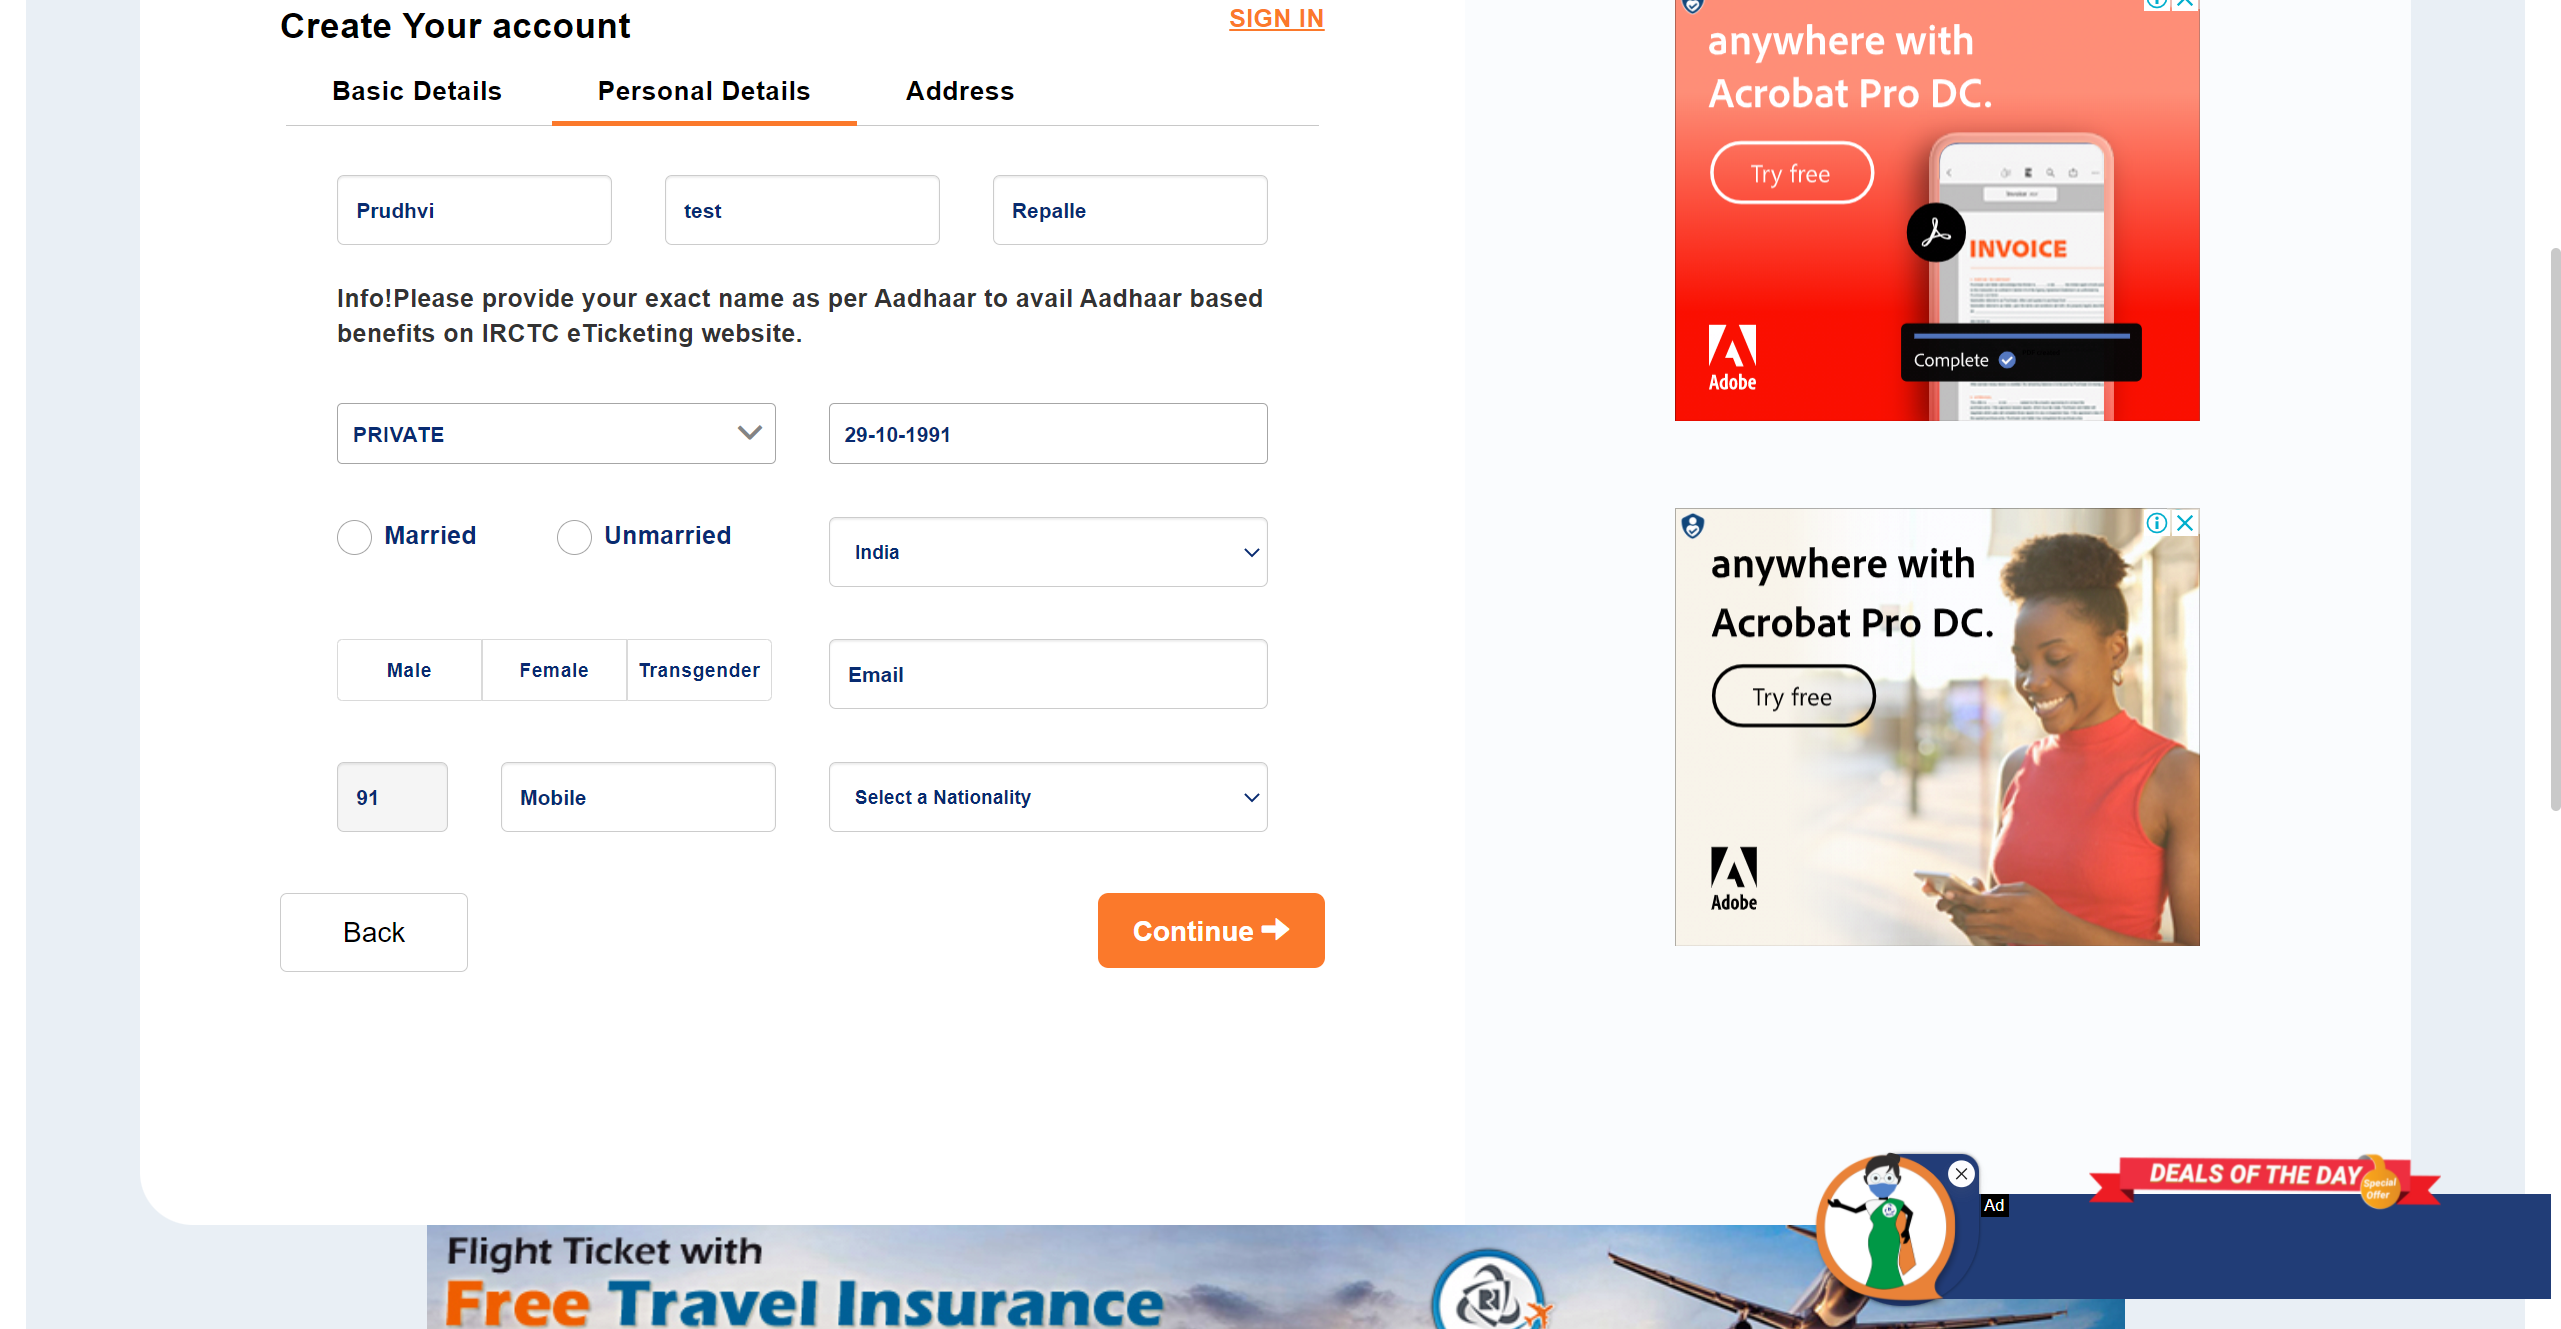 Create Your account
SIGN IN
Basic Details
Personal Details
Address
Prudhvi
test
Repalle
Info!Please provide your exact name as per Aadhaar to avail Aadhaar based
benefits on IRCTC eTicketing website.
PRIVATE
29-10-1991
Married
Unmarried
India
Male
Female
Transgender
Email
91
Mobile
Select a Nationality
Back
Continue
anywhere with
Acrobat Pro DC.
Try free
INVOICE
Complete
Adobe
anywhere with
Acrobat Pro DC.
Try free
Adobe
DEALS OF THE DAY
Special
Offer
Ad
Flight Ticket with
Free Travel Insurance